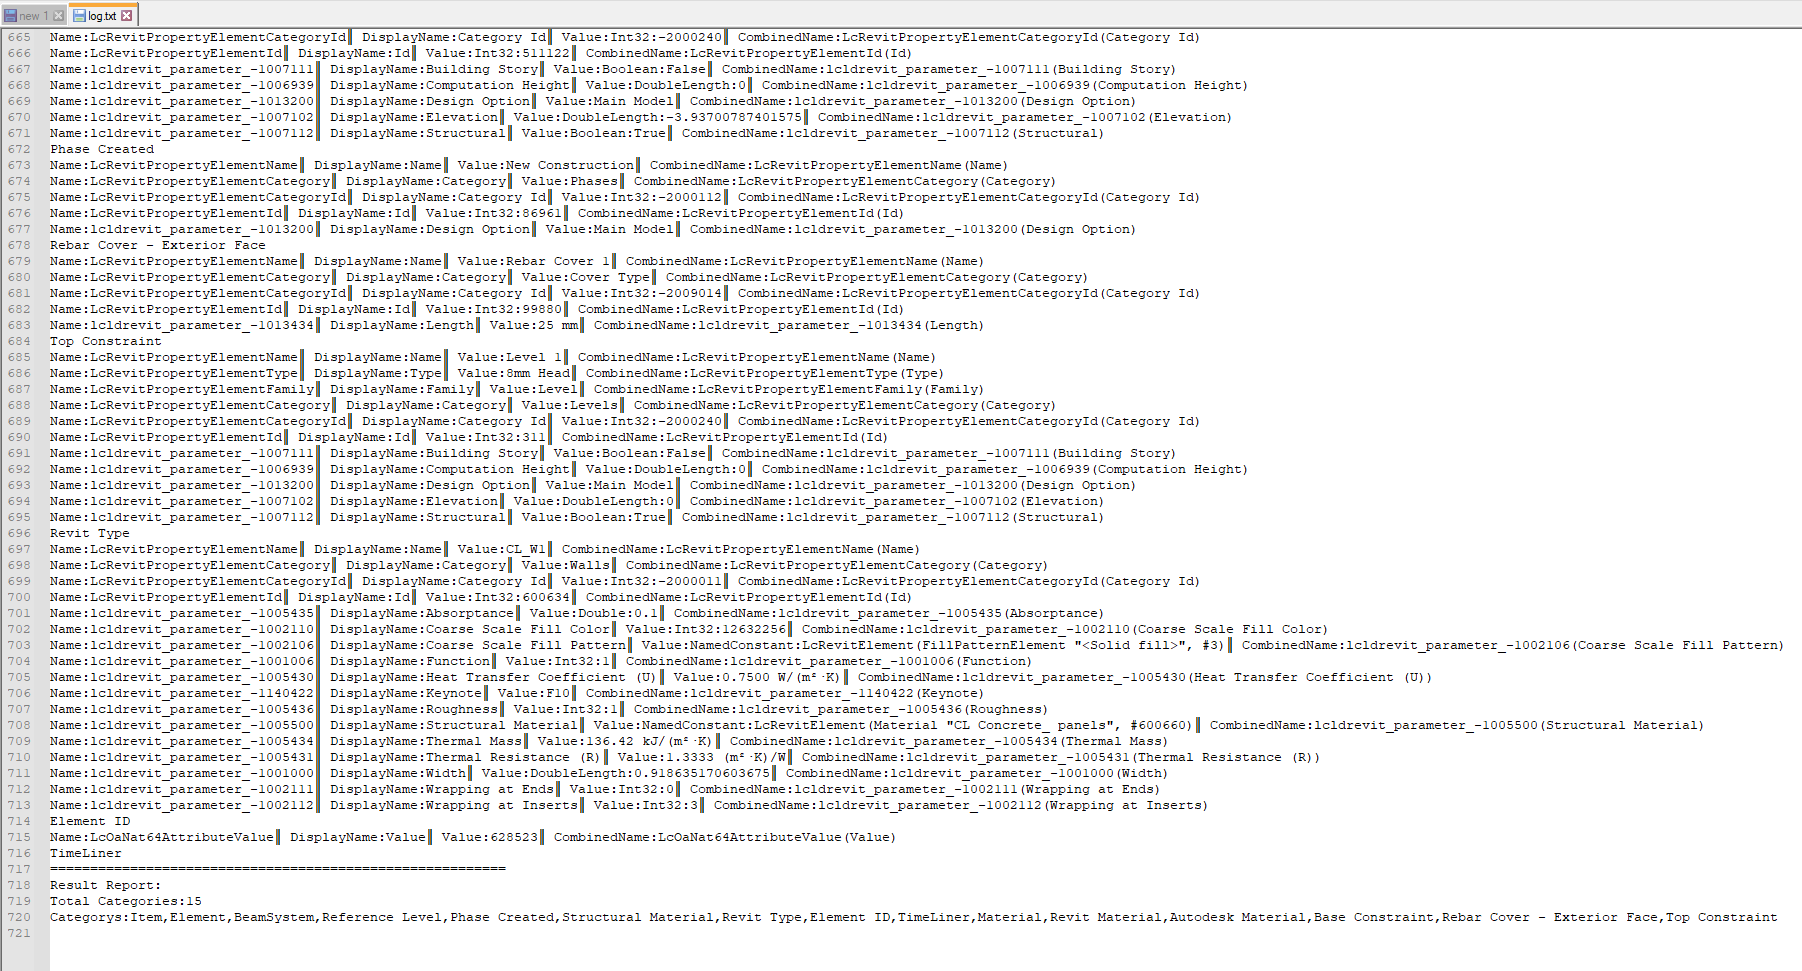 new 1
log.txt
665 Name:LcRevitPropertyElementCategoryId DisplayName:Category Id Value:Int32:-2000240 CombinedName:LcRevitPropertyElementCategoryId(Category Id)
666 Name:LcRevitPropertyElementId DisplayName:Id Value:Int32:511122 CombinedName:LcRevitPropertyElementId(Id)
667 Name:lcldrevit_parameter_-1007111 DisplayName:Building Story Value:Boolean:False CombinedName:lcldrevit_parameter_-1007111(Building Story)
668 Name:lcldrevit_parameter_-1006939 DisplayName:Computation Height Value:DoubleLength:0 CombinedName:lcldrevit_parameter_-1006939(Computation Height)
669 Name:lcldrevit_parameter_-1013200 DisplayName:Design Option Value:Main Model CombinedName:lcldrevit_parameter_-1013200(Design Option)
670 Name:lcldrevit_parameter_-1007102 DisplayName:Elevation Value:DoubleLength:-3.93700787401575 CombinedName:lcldrevit_parameter_-1007102(Elevation)
671 Name:lcldrevit_parameter_-1007112 DisplayName:Structural Value:Boolean:True CombinedName:lcldrevit_parameter_-1007112(Structural)
672 Phase Created
673 Name:LcRevitPropertyElementName DisplayName:Name Value:New Construction CombinedName:LcRevitPropertyElementName(Name)
674 Name:LcRevitPropertyElementCategory DisplayName:Category Value:Phases CombinedName:LcRevitPropertyElementCategory(Category)
675 Name:LcRevitPropertyElementCategoryId DisplayName:Category Id Value:Int32:-2000112 CombinedName:LcRevitPropertyElementCategoryId(Category Id)
676 Name:LcRevitPropertyElementId DisplayName:Id Value:Int32:86961 CombinedName:LcRevitPropertyElementId(Id)
677 Name:lcldrevit_parameter_-1013200 DisplayName:Design Option Value:Main Model CombinedName:lcldrevit_parameter_-1013200(Design Option)
678 Rebar Cover - Exterior Face
679 Name:LcRevitPropertyElementName DisplayName:Name Value:Rebar Cover 1 CombinedName:LcRevitPropertyElementName(Name)
680 Name:LcRevitPropertyElementCategory DisplayName:Category Value:Cover Type CombinedName:LcRevitPropertyElementCategory(Category)
681 Name:LcRevitPropertyElementCategoryId DisplayName:Category Id Value:Int32:-2009014 CombinedName:LcRevitPropertyElementCategoryId(Category Id)
682 Name:LcRevitPropertyElementId DisplayName:Id Value:Int32:99880 CombinedName:LcRevitPropertyElementId(Id)
683 Name:lcldrevit_parameter_-1013434 DisplayName:Length Value:25 mm CombinedName:lcldrevit_parameter_-1013434(Length)
684 Top Constraint
685 Name:LcRevitPropertyElementName DisplayName:Name Value:Level 1 CombinedName:LcRevitPropertyElementName(Name)
686 Name:LcRevitPropertyElementType DisplayName:Type Value:8mm Head CombinedName:LcRevitPropertyElementType(Type)
687 Name:LcRevitPropertyElementFamily DisplayName:Family Value:Level CombinedName:LcRevitPropertyElementFamily(Family)
688 Name:LcRevitPropertyElementCategory DisplayName:Category Value:Levels CombinedName:LcRevitPropertyElementCategory(Category)
689 Name:LcRevitPropertyElementCategoryId DisplayName:Category Id Value:Int32:-2000240 CombinedName:LcRevitPropertyElementCategoryId(Category Id)
690 Name:LcRevitPropertyElementId DisplayName:Id Value:Int32:311 CombinedName:LcRevitPropertyElementId(Id)
691 Name:lcldrevit_parameter_-1007111 DisplayName:Building Story Value:Boolean:False CombinedName:lcldrevit_parameter_-1007111(Building Story)
692 Name:lcldrevit_parameter_-1006939 DisplayName:Computation Height Value:DoubleLength:0 CombinedName:lcldrevit_parameter_-1006939(Computation Height)
693 Name:lcldrevit_parameter_-1013200 DisplayName:Design Option Value:Main Model CombinedName:lcldrevit_parameter_-1013200(Design Option)
694 Name:lcldrevit_parameter_-1007102 DisplayName:Elevation Value:DoubleLength:0 CombinedName:lcldrevit_parameter_-1007102(Elevation)
695 Name:lcldrevit_parameter_-1007112 DisplayName:Structural Value:Boolean:True CombinedName:lcldrevit_parameter_-1007112(Structural)
696 Revit Type
697 Name:LcRevitPropertyElementName DisplayName:Name Value:CL_W1 CombinedName:LcRevitPropertyElementName(Name)
698 Name:LcRevitPropertyElementCategory DisplayName:Category Value:Walls CombinedName:LcRevitPropertyElementCategory(Category)
699 Name:LcRevitPropertyElementCategoryId DisplayName:Category Id Value:Int32:-2000011 CombinedName:LcRevitPropertyElementCategoryId(Category Id)
700 Name:LcRevitPropertyElementId DisplayName:Id Value:Int32:600634 CombinedName:LcRevitPropertyElementId(Id)
701 Name:lcldrevit_parameter_-1005435 DisplayName:Absorptance Value:Double:0.1 CombinedName:lcldrevit_parameter_-1005435(Absorptance)
702 Name:lcldrevit_parameter_-1002110 DisplayName:Coarse Scale Fill Color Value:Int32:12632256 CombinedName:lcldrevit_parameter_-1002110(Coarse Scale Fill Color)
703 Name:lcldrevit_parameter_-1002106 DisplayName:Coarse Scale Fill Pattern Value:NamedConstant:LcRevitElement(FillPatternElement "<Solid fill>", #3) CombinedName:lcldrevit_parameter_-1002106(Coarse Scale Fill Pattern)
704 Name:lcldrevit_parameter_-1001006 DisplayName:Function Value:Int32:1 CombinedName:lcldrevit_parameter_-1001006(Function)
705 Name:lcldrevit_parameter_-1005430 DisplayName:Heat Transfer Coefficient (U) Value:0.7500 W/(m²·K) CombinedName:lcldrevit_parameter_-1005430(Heat Transfer Coefficient (U))
706 Name:lcldrevit_parameter_-1140422 DisplayName:Keynote Value:F10 CombinedName:lcldrevit_parameter_-1140422(Keynote)
707 Name:lcldrevit_parameter_-1005436 DisplayName:Roughness Value:Int32:1 CombinedName:lcldrevit_parameter_-1005436(Roughness)
708 Name:lcldrevit_parameter_-1005500 DisplayName:Structural Material Value:NamedConstant:LcRevitElement(Material "CL Concrete_ panels", #600660) CombinedName:lcldrevit_parameter_-1005500(Structural Material)
709 Name:lcldrevit_parameter_-1005434 DisplayName:Thermal Mass Value:136.42 kJ/(m²·K) CombinedName:lcldrevit_parameter_-1005434(Thermal Mass)
710 Name:lcldrevit_parameter_-1005431 DisplayName:Thermal Resistance (R) Value:1.3333 (m²·K)/W CombinedName:lcldrevit_parameter_-1005431(Thermal Resistance (R))
711 Name:lcldrevit_parameter_-1001000 DisplayName:Width Value:DoubleLength:0.918635170603675 CombinedName:lcldrevit_parameter_-1001000(Width)
712 Name:lcldrevit_parameter_-1002111 DisplayName:Wrapping at Ends Value:Int32:0 CombinedName:lcldrevit_parameter_-1002111(Wrapping at Ends)
713 Name:lcldrevit_parameter_-1002112 DisplayName:Wrapping at Inserts Value:Int32:3 CombinedName:lcldrevit_parameter_-1002112(Wrapping at Inserts)
714 Element ID
715 Name:LcOaNat64AttributeValue DisplayName:Value Value:628523 CombinedName:LcOaNat64AttributeValue(Value)
716 TimeLiner
717 =========================================================
718 Result Report:
719 Total Categories:15
720 Categorys:Item,Element,BeamSystem,Reference Level,Phase Created,Structural Material,Revit Type,Element ID,TimeLiner,Material,Revit Material,Autodesk Material,Base Constraint,Rebar Cover - Exterior Face,Top Constraint
721